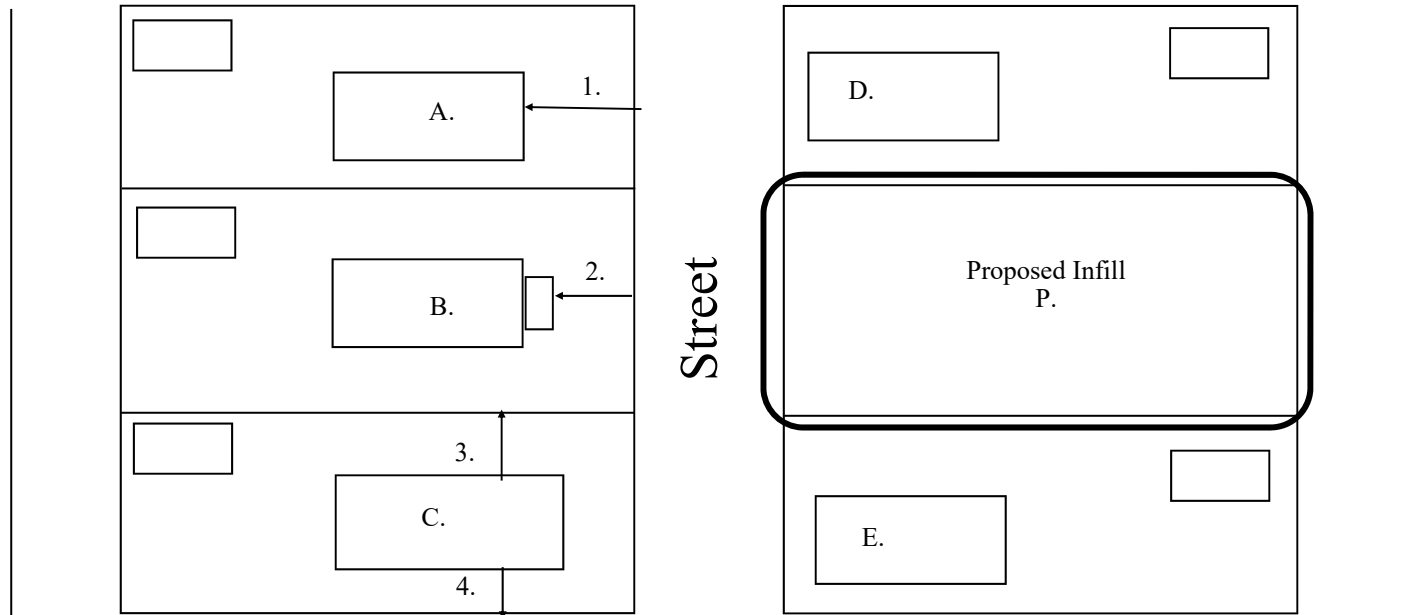 1.
A.
2.
B.
3.
C.
4.
Street
D.
Proposed Infill
P.
E.